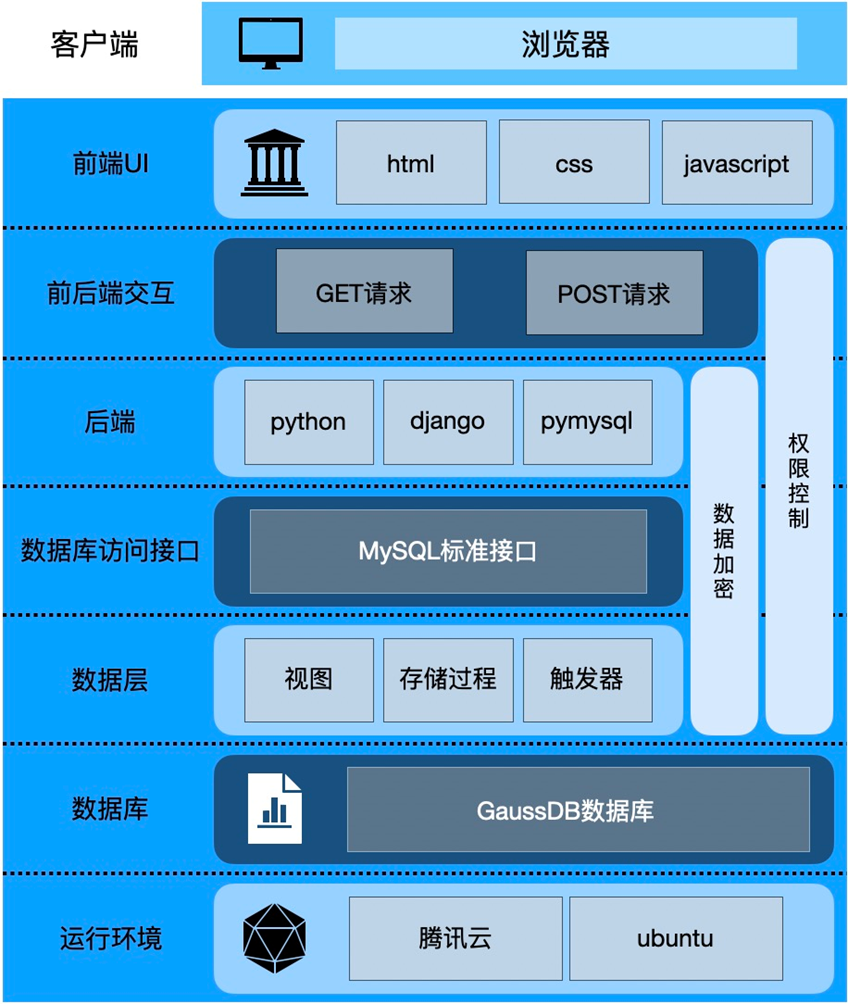 客户端
浏览器
前端UI
html
css
javascript
前后端交互
GET请求
POST请求
后端
python
django
pymysql
数据库访问接口
MySQL标准接口
数据层
视图
存储过程
触发器
数据加密
权限控制
数据库
GaussDB数据库
运行环境
腾讯云
ubuntu